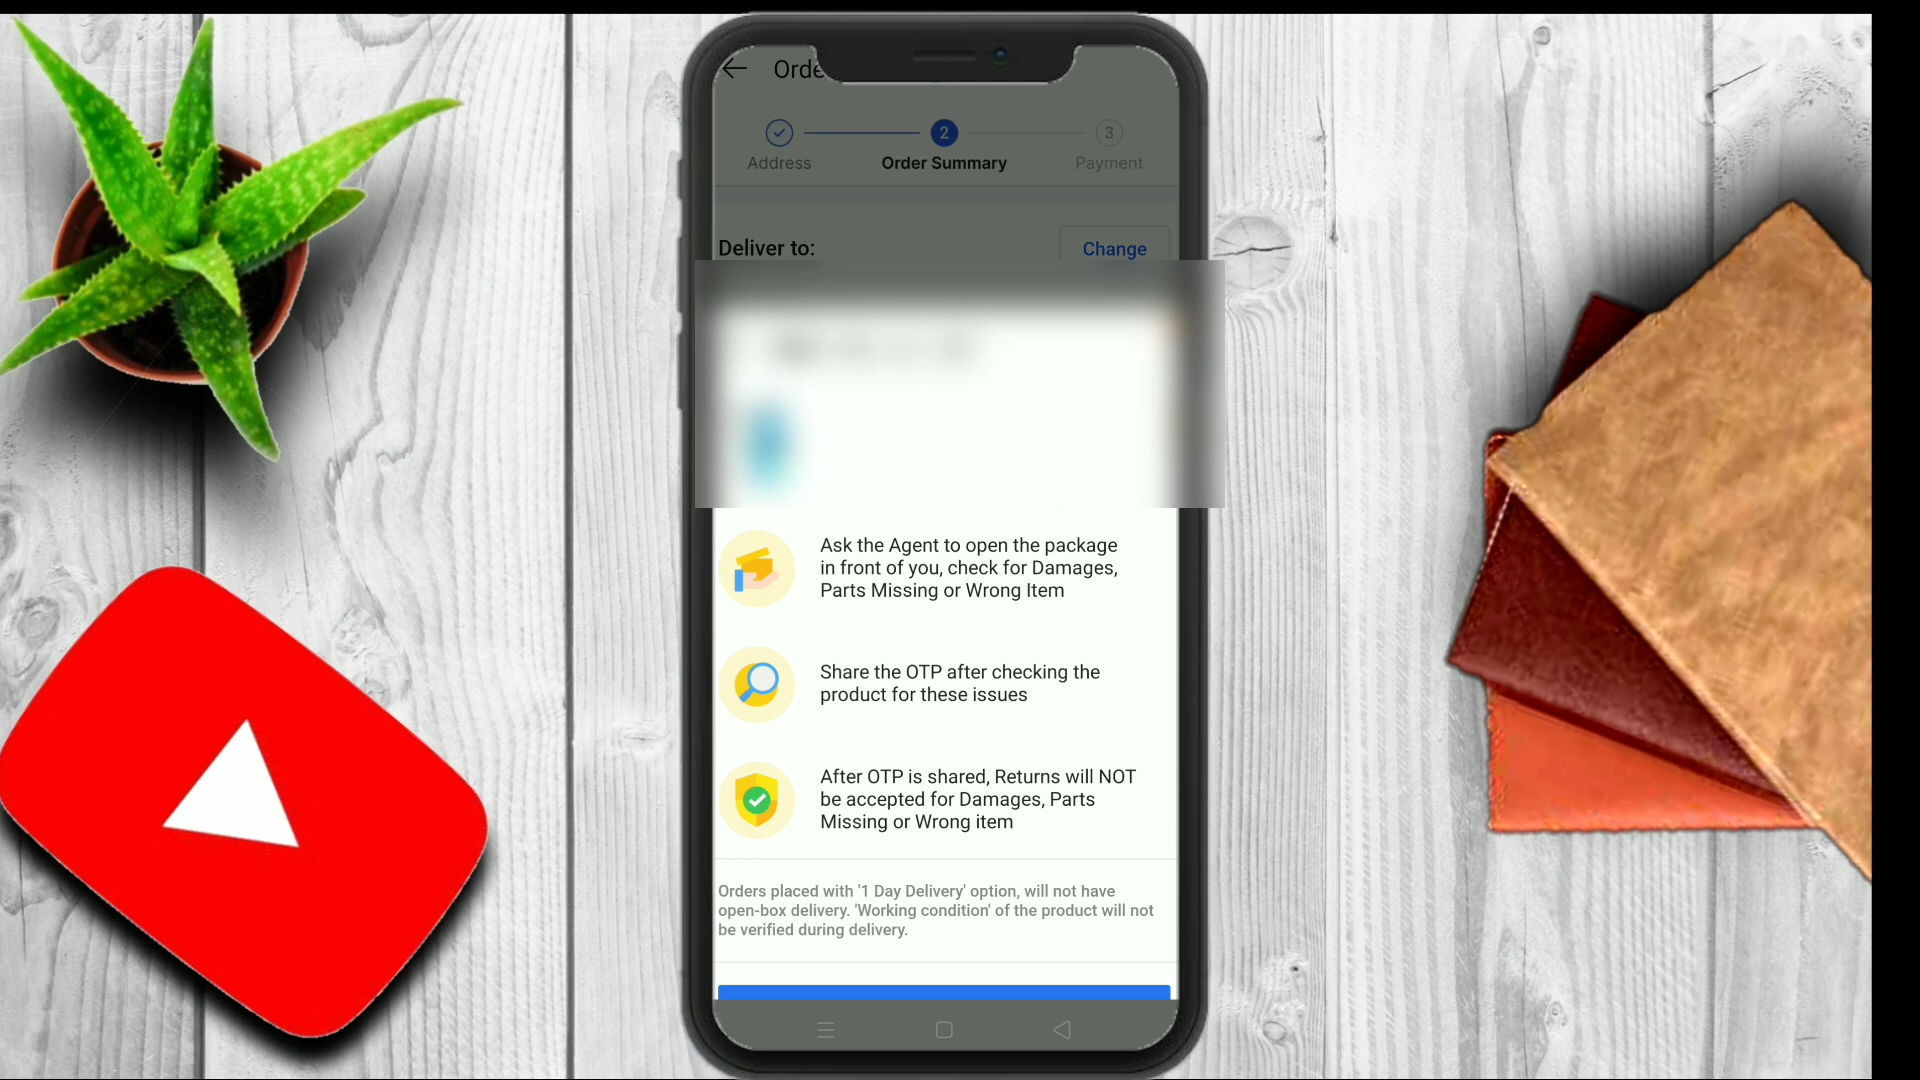 Orde
2
3
Address
Order Summary
Payment
Deliver to:
Change
Ask the Agent to open the package
in front of you, check for Damages,
Parts Missing or Wrong Item
Share the OTP after checking the
product for these issues
After OTP is shared, Returns will NOT
be accepted for Damages, Parts
Missing or Wrong item
Orders placed with '1 Day Delivery' option, will not have
open-box delivery. 'Working condition' of the product will not
be verified during delivery.